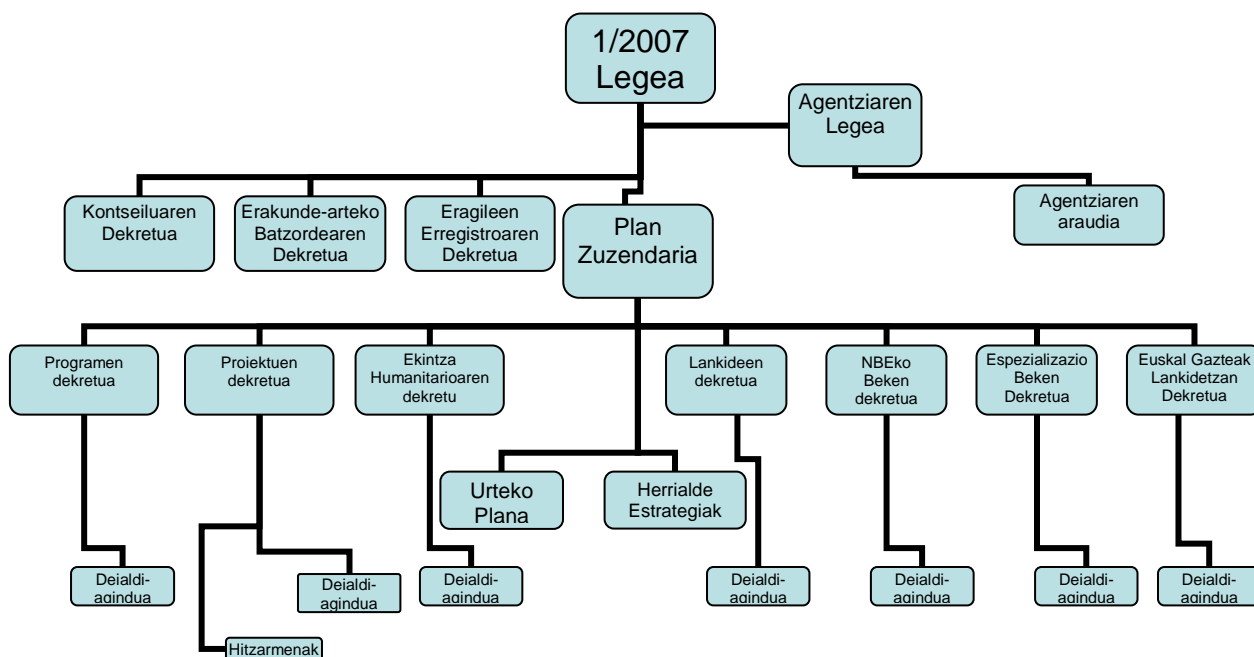 1/2007
Legea
Agentziaren
Legea
Kontseiluaren
Dekretua
Erakunde-arteko
Batzordearen
Dekretua
Eragileen
Erregistroaren
Dekretua
Plan
Zuzendaria
Agentziaren
araudia
Programen
dekretua
Proiektuen
dekretua
Ekintza
Humanitarioaren
dekretu
Lankideen
dekretua
NBEko
Beken
dekretua
Espezializazio
Beken
Dekretua
Euskal Gazteak
Lankidetzan
Dekretua
Urteko
Plana
Herrialde
Estrategiak
Deialdi-
agindua
Deialdi-
agindua
Deialdi-
agindua
Deialdi-
agindua
Deialdi-
agindua
Deialdi-
agindua
Deialdi-
agindua
Hitzarmenak